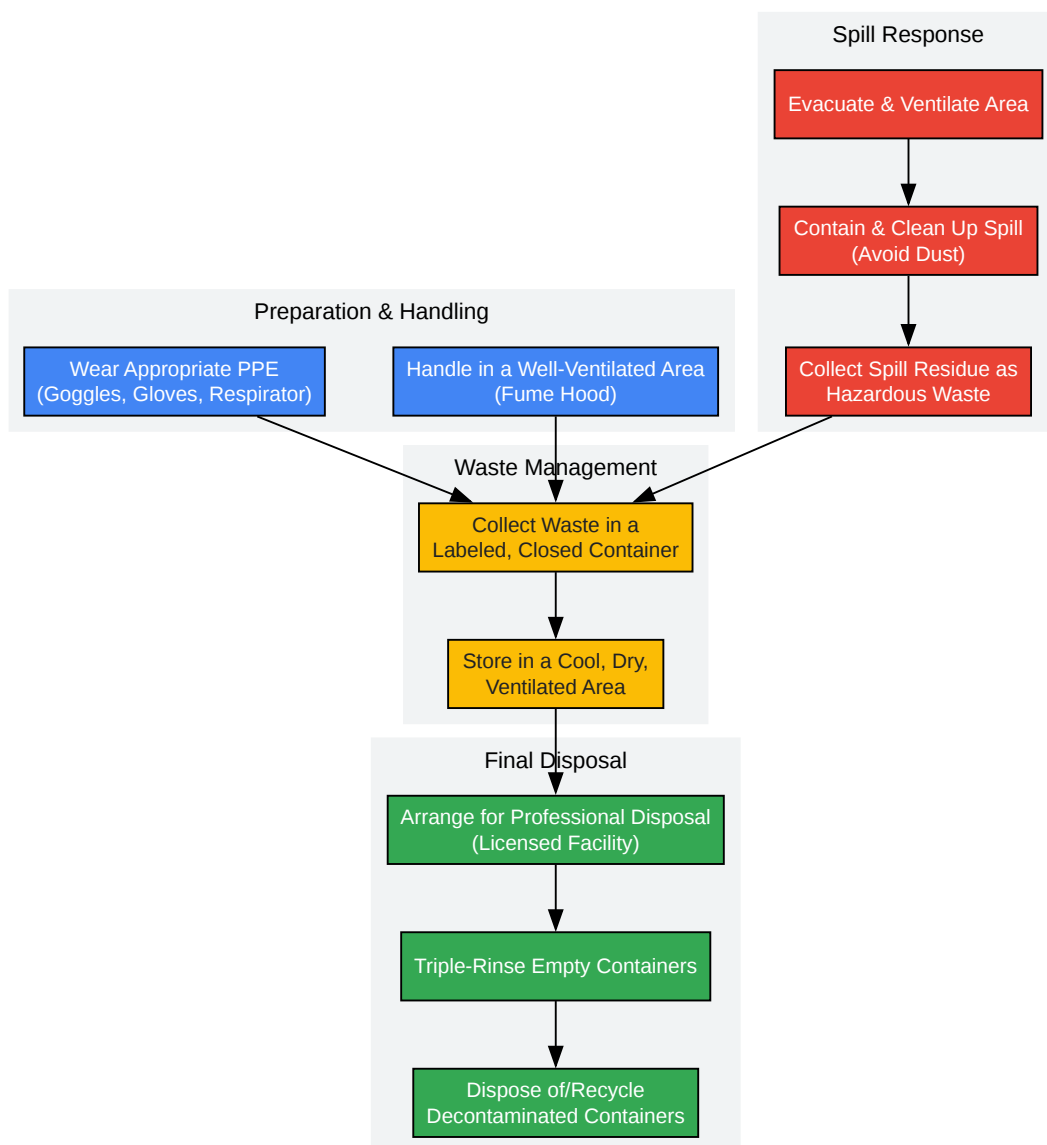 Spill Response
Evacuate & Ventilate Area
Contain & Clean Up Spill
(Avoid Dust)
Collect Spill Residue as
Hazardous Waste
Preparation & Handling
Wear Appropriate PPE
(Goggles, Gloves, Respirator)
Handle in a Well-Ventilated Area
(Fume Hood)
Waste Management
Collect Waste in a
Labeled, Closed Container
Store in a Cool, Dry,
Ventilated Area
Final Disposal
Arrange for Professional Disposal
(Licensed Facility)
Triple-Rinse Empty Containers
Dispose of/Recycle
Decontaminated Containers